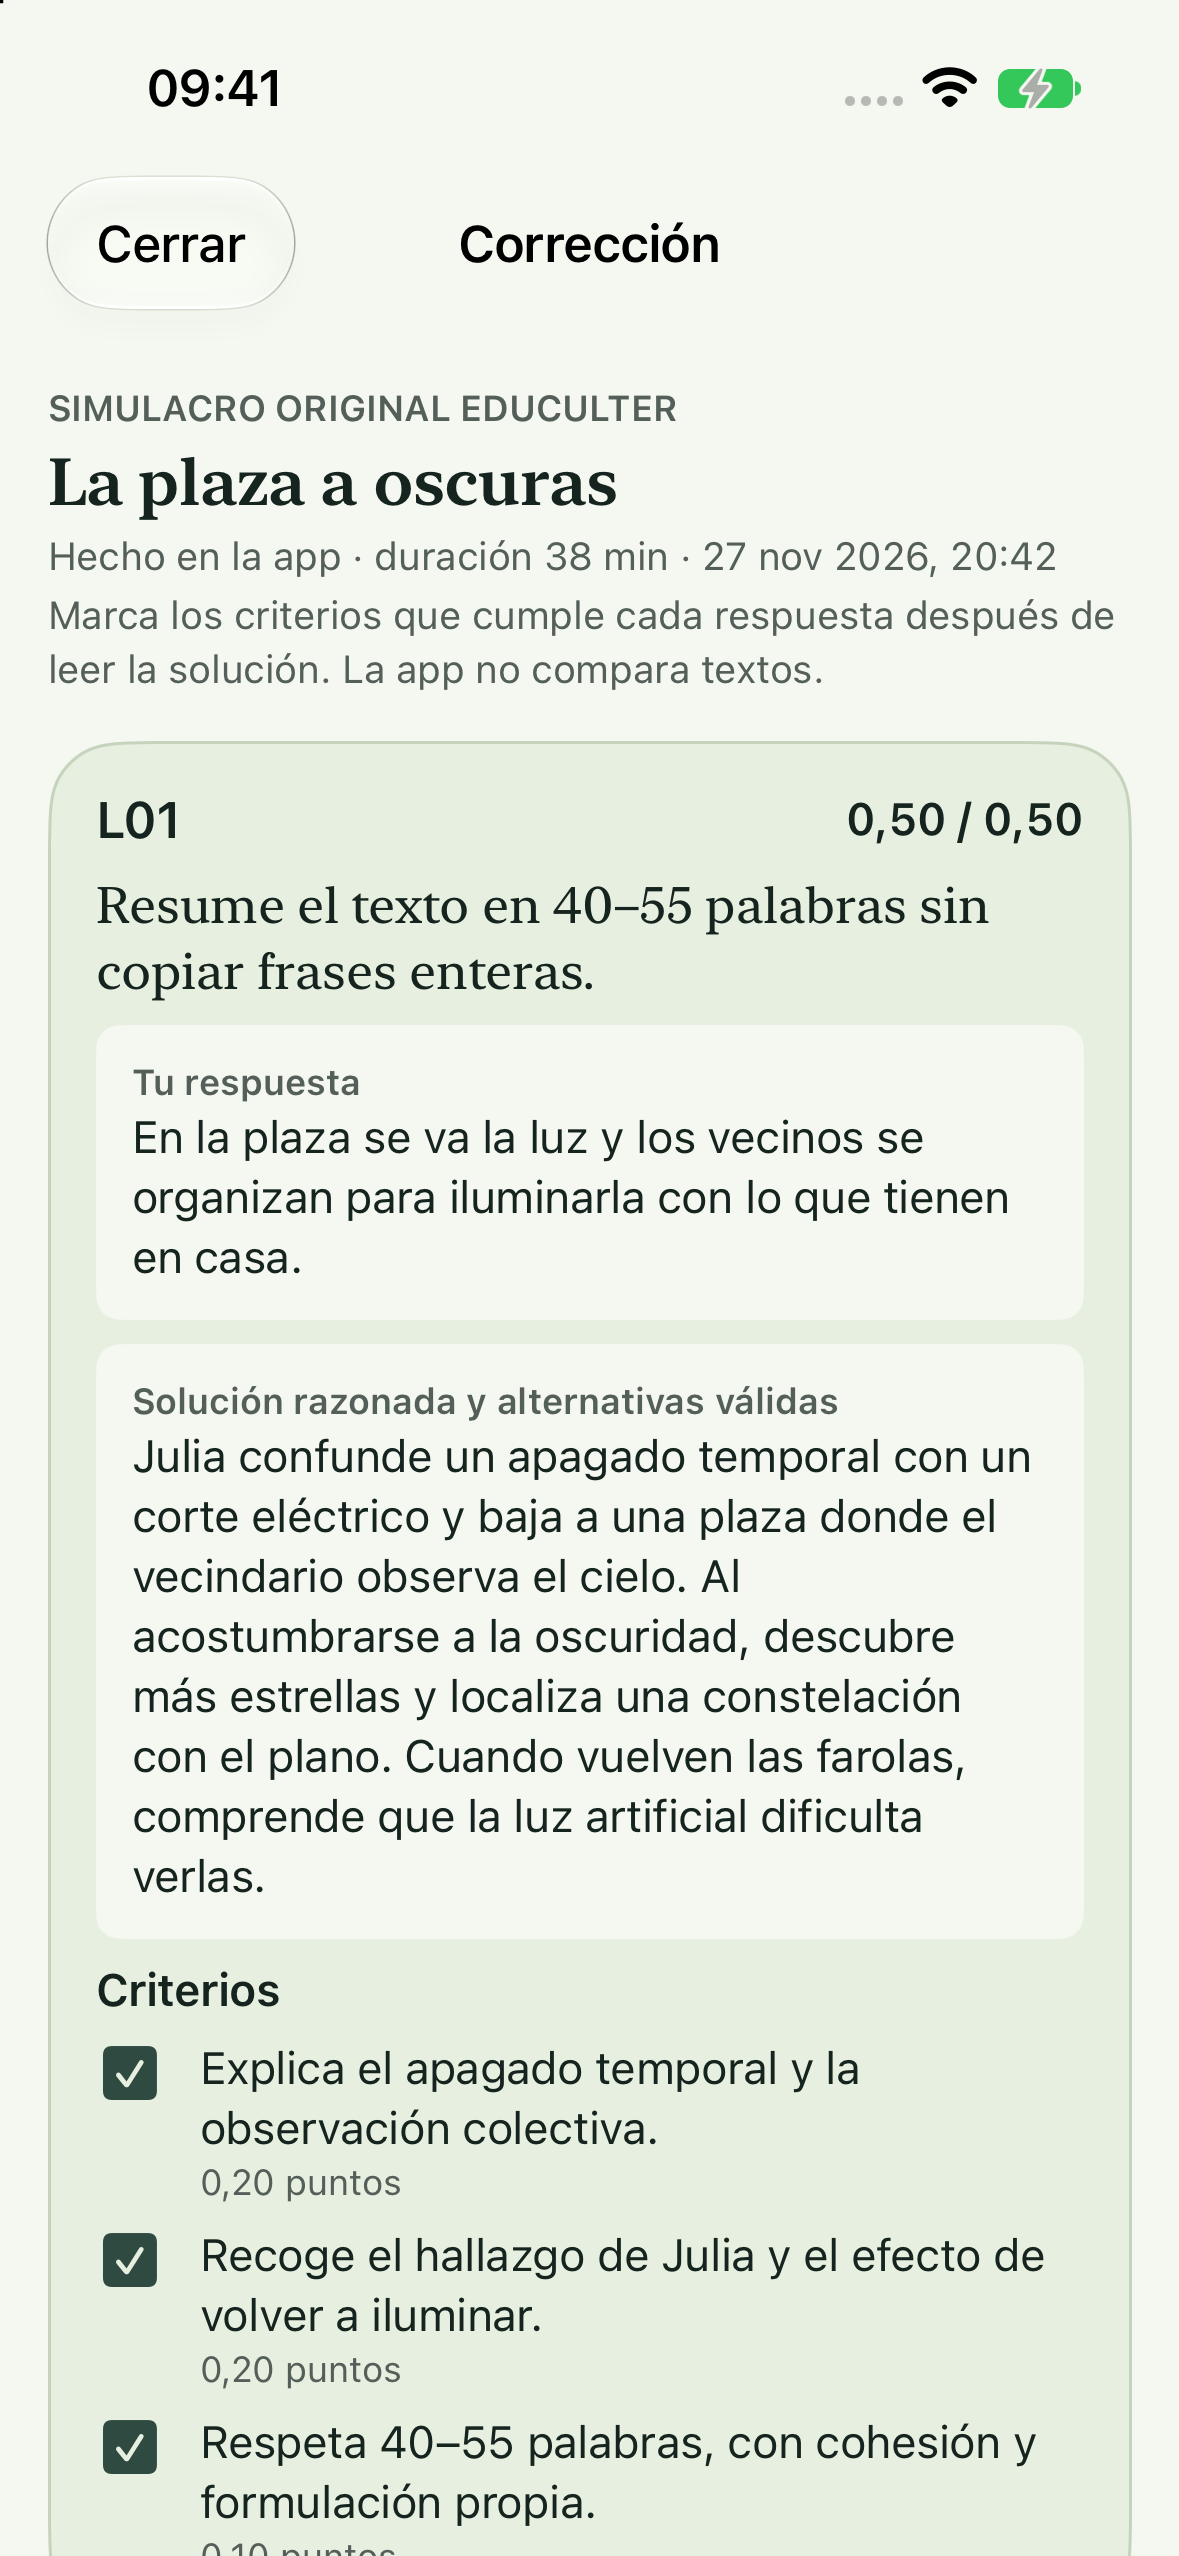 09:41
Cerrar
Corrección
SIMULACRO ORIGINAL EDUCULTER
La plaza a oscuras
Hecho en la app · duración 38 min · 27 nov 2026, 20:42
Marca los criterios que cumple cada respuesta después de
leer la solución. La app no compara textos.
L01
0,50 / 0,50
Resume el texto en 40–55 palabras sin
copiar frases enteras.
Tu respuesta
En la plaza se va la luz y los vecinos se
organizan para iluminarla con lo que tienen
en casa.
Solución razonada y alternativas válidas
Julia confunde un apagado temporal con un
corte eléctrico y baja a una plaza donde el
vecindario observa el cielo. Al
acostumbrarse a la oscuridad, descubre
más estrellas y localiza una constelación
con el plano. Cuando vuelven las farolas,
comprende que la luz artificial dificulta
verlas.
Criterios
Explica el apagado temporal y la
observación colectiva.
0,20 puntos
Recoge el hallazgo de Julia y el efecto de
volver a iluminar.
0,20 puntos
Respeta 40–55 palabras, con cohesión y
formulación propia.
0,10 puntos